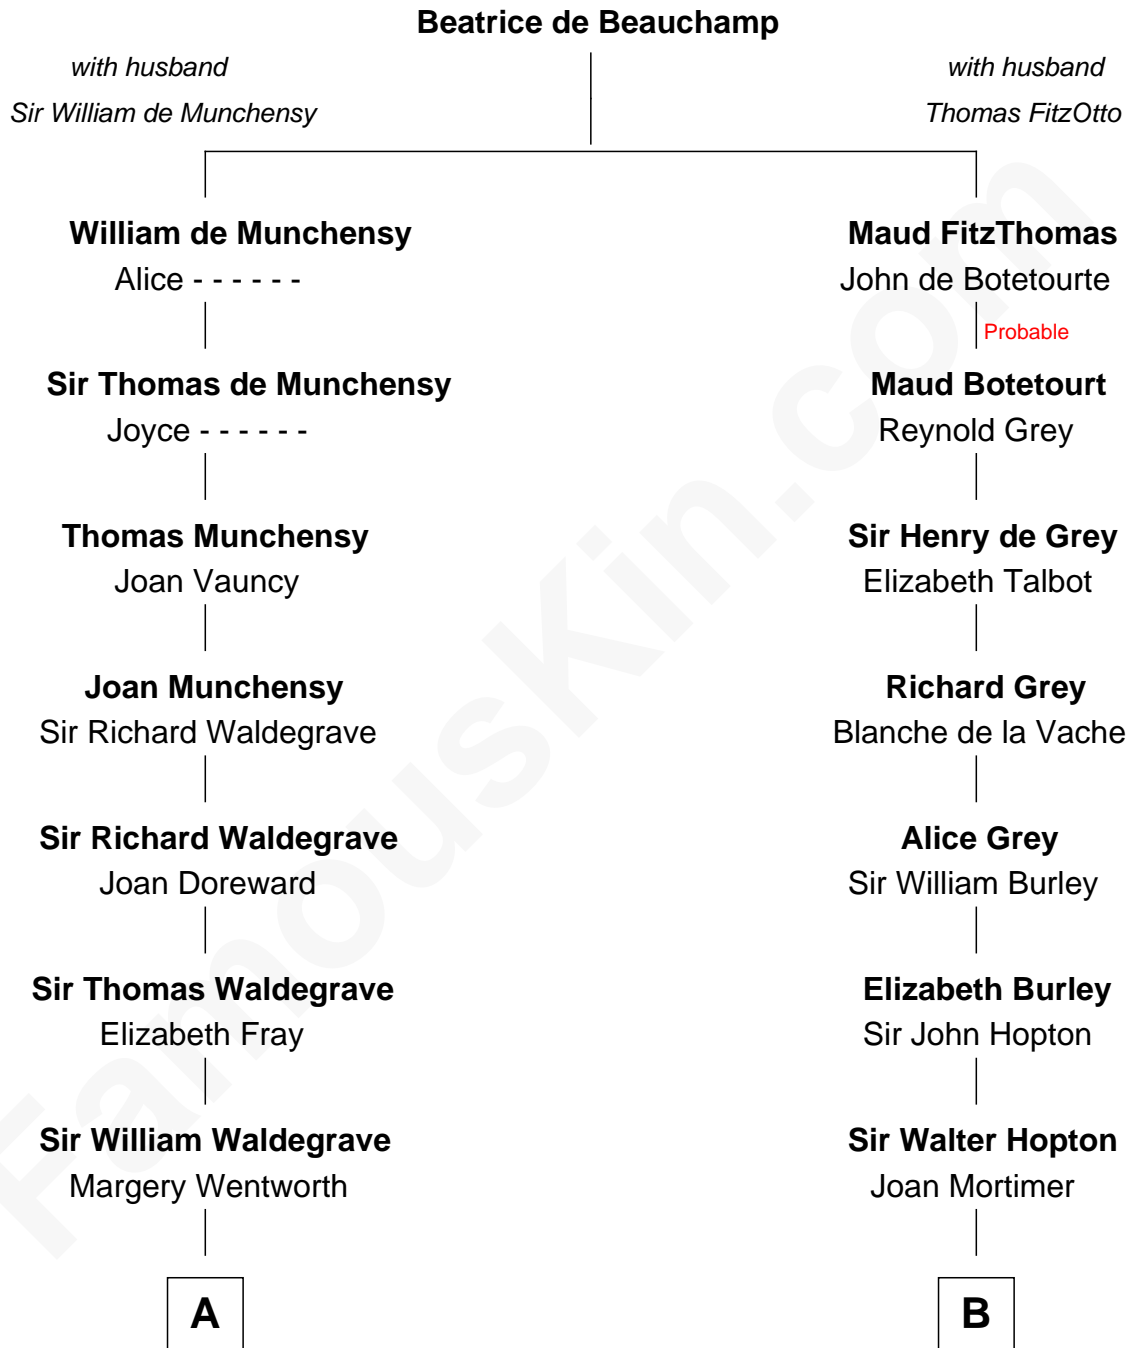 Beatrice de Beauchamp
with husband
Sir William de Munchensy
with husband
Thomas FitzOtto
William de Munchensy
Alice - - - - - -
Maud FitzThomas
John de Botetourte
Probable
Sir Thomas de Munchensy
Joyce - - - - - -
Maud Botetourt
Reynold Grey
Thomas Munchensy
Joan Vauncy
Sir Henry de Grey
Elizabeth Talbot
Joan Munchensy
Sir Richard Waldegrave
Richard Grey
Blanche de la Vache
Sir Richard Waldegrave
Joan Doreward
Alice Grey
Sir William Burley
Sir Thomas Waldegrave
Elizabeth Fray
Elizabeth Burley
Sir John Hopton
Sir William Waldegrave
Margery Wentworth
Sir Walter Hopton
Joan Mortimer
A
B
FamousKin.com